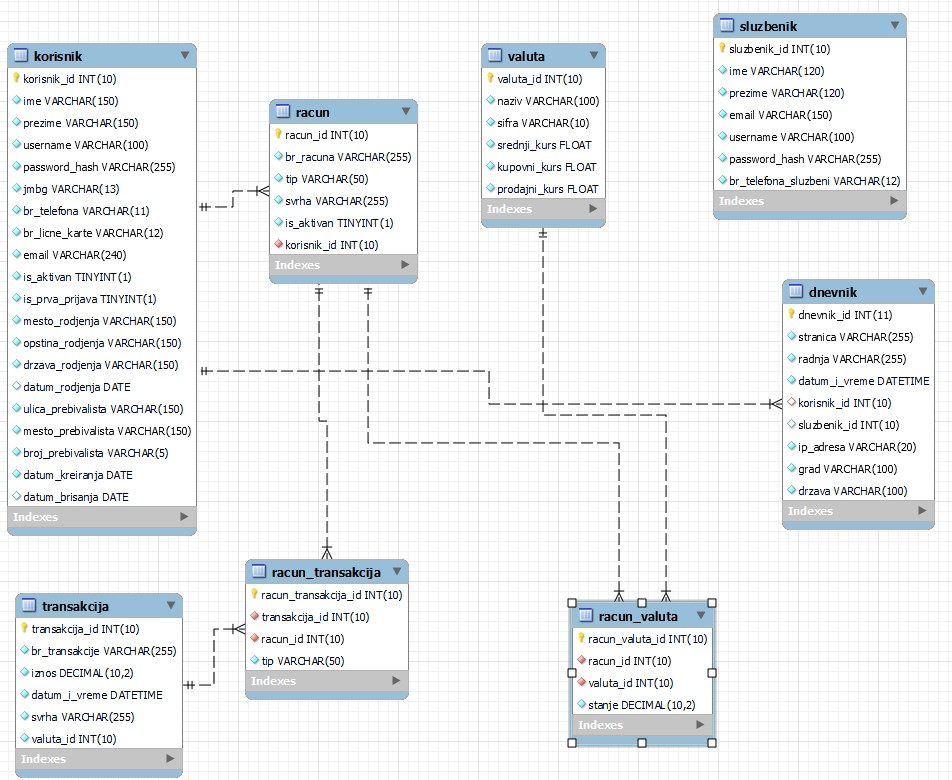 korisnik
korisnik_id INT(10)
ime VARCHAR(150)
prezime VARCHAR(150)
username VARCHAR(100)
password_hash VARCHAR(255)
jmbg VARCHAR(13)
br_telefona VARCHAR(11)
br_licne_karte VARCHAR(12)
email VARCHAR(240)
is_aktivan TINYINT(1)
is_prva_prijava TINYINT(1)
mesto_rodjenja VARCHAR(150)
opstina_rodjenja VARCHAR(150)
drzava_rodjenja VARCHAR(150)
datum_rodjenja DATE
ulica_prebivalista VARCHAR(150)
mesto_prebivalista VARCHAR(150)
broj_prebivalista VARCHAR(5)
datum_kreiranja DATE
datum_brisanja DATE
Indexes
racun
racun_id INT(10)
br_racuna VARCHAR(255)
tip VARCHAR(50)
svrha VARCHAR(255)
is_aktivan TINYINT(1)
korisnik_id INT(10)
Indexes
valuta
valuta_id INT(10)
naziv VARCHAR(100)
sifra VARCHAR(10)
srednji_kurs FLOAT
kupovni_kurs FLOAT
prodajni_kurs FLOAT
Indexes
sluzbenik
sluzbenik_id INT(10)
ime VARCHAR(120)
prezime VARCHAR(120)
email VARCHAR(150)
username VARCHAR(100)
password_hash VARCHAR(255)
br_telefona_sluzbeni VARCHAR(12)
Indexes
dnevnik
dnevnik_id INT(11)
stranica VARCHAR(255)
radnja VARCHAR(255)
datum_i_vreme DATETIME
korisnik_id INT(10)
sluzbenik_id INT(10)
ip_adresa VARCHAR(20)
grad VARCHAR(100)
drzava VARCHAR(100)
Indexes
transakcija
transakcija_id INT(10)
br_transakcije VARCHAR(255)
iznos DECIMAL(10,2)
datum_i_vreme DATETIME
svrha VARCHAR(255)
valuta_id INT(10)
Indexes
racun_transakcija
racun_transakcija_id INT(10)
transakcija_id INT(10)
racun_id INT(10)
tip VARCHAR(50)
Indexes
racun_valuta
racun_valuta_id INT(10)
racun_id INT(10)
valuta_id INT(10)
stanje DECIMAL(10,2)
Indexes